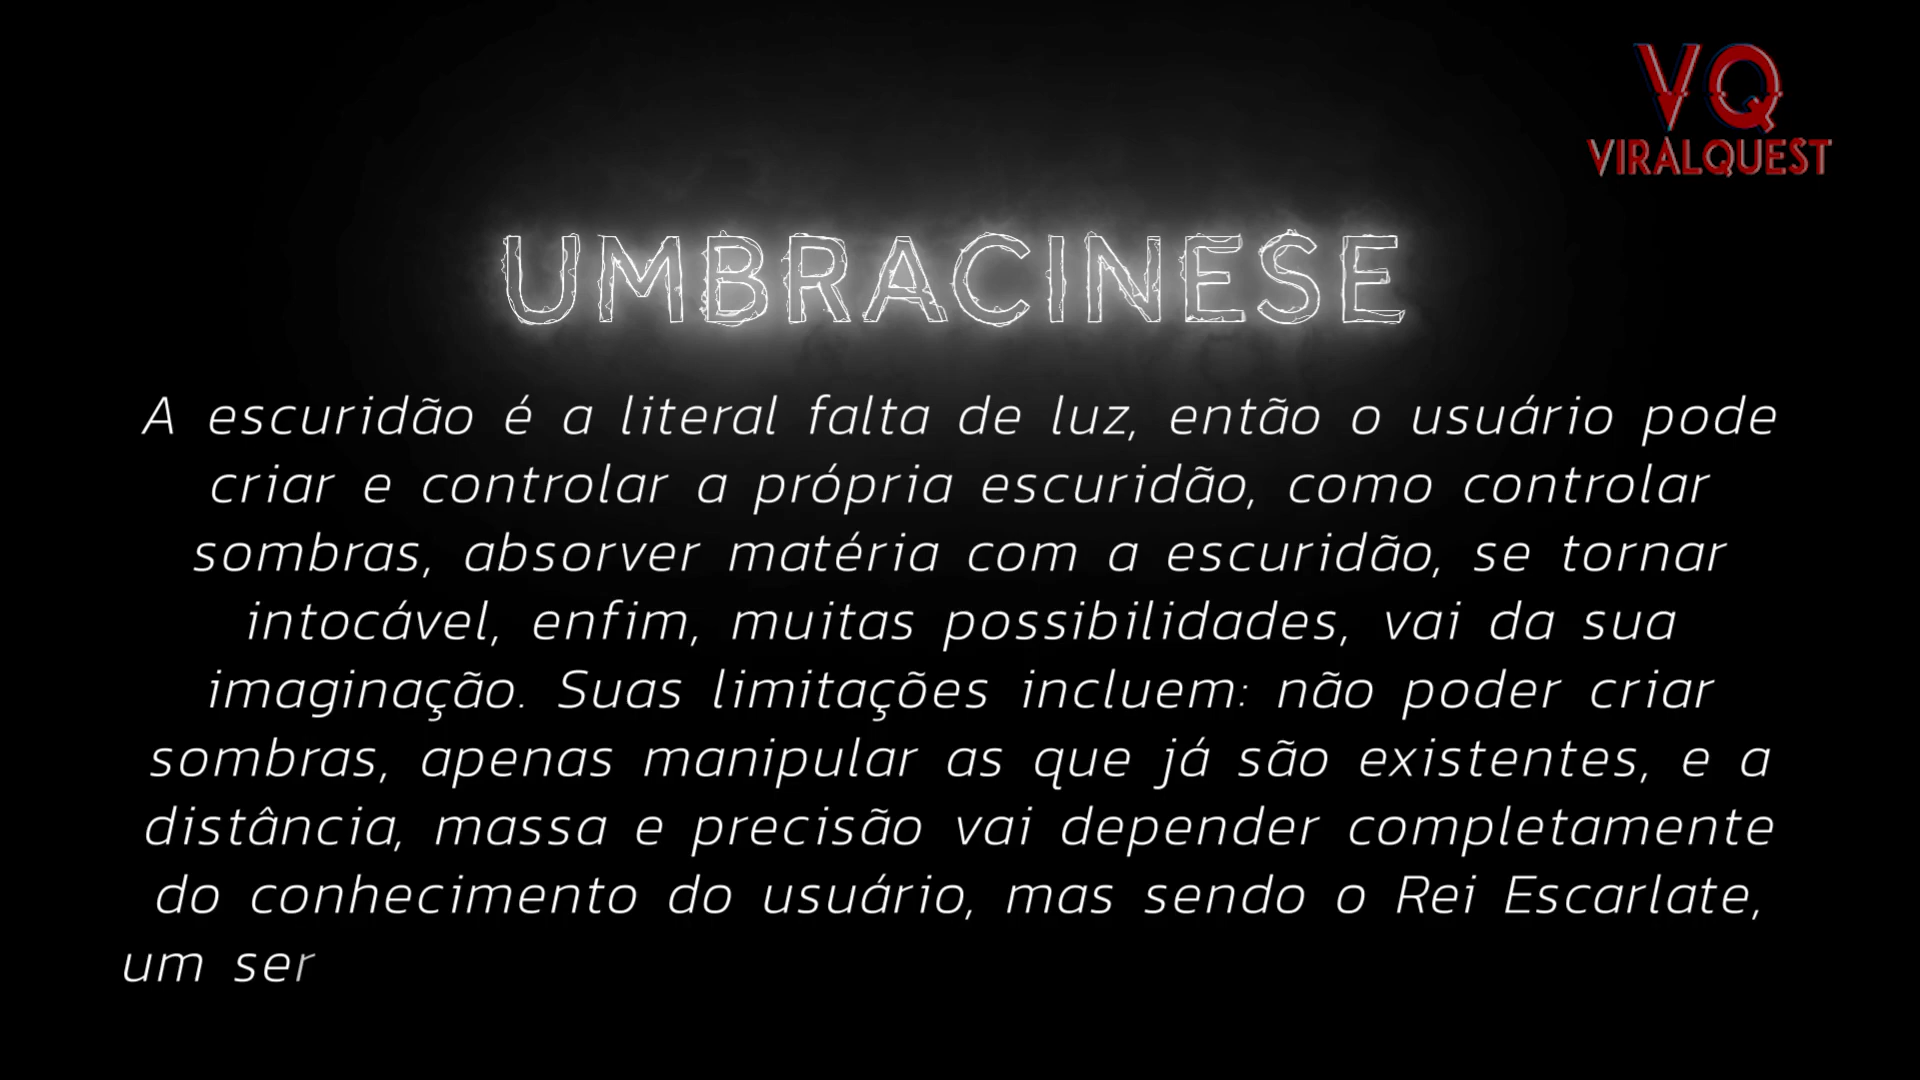 VQ
VIRALQUEST
UMBRACINESE
A escuridão é a literal falta de luz, então o usuário pode
criar e controlar a própria escuridão, como controlar
sombras, absorver matéria com a escuridão, se tornar
intocável, enfim, muitas possibilidades, vai da sua
imaginação. Suas limitações incluem: não poder criar
sombras, apenas manipular as que já são existentes, e a
distância, massa e precisão vai depender completamente
do conhecimento do usuário, mas sendo o Rei Escarlate,
um ser